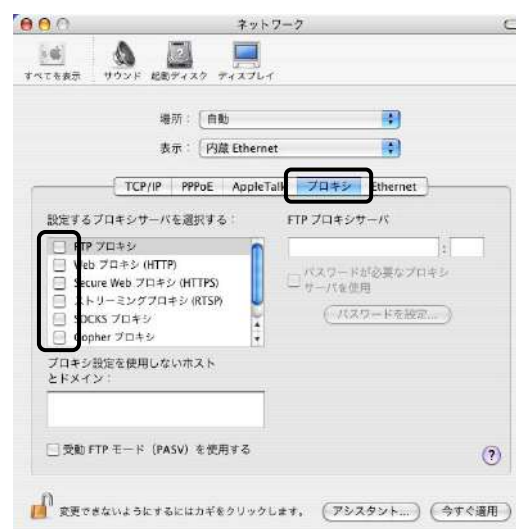 ネットワーク
すべてを表示 サウンド 起動ディスク ディスプレイ
場所： 自動
表示： 内蔵 Ethernet
TCP/IP PPPoE AppleTalk プロキシ Ethernet
設定するプロキシサーバを選択する：
FTP プロキシ
Web プロキシ (HTTP)
Secure Web プロキシ (HTTPS)
ストリーミングプロキシ (RTSP)
SOCKS プロキシ
Gopher プロキシ
FTP プロキシサーバ
:
パスワードが必要なプロキシ
サーバを使用
パスワードを設定...
プロキシ設定を使用しないホスト
とドメイン：
受動 FTP モード（PASV）を使用する
?
変更できないようにするにはカギをクリックします。 アシスタント... 今すぐ適用